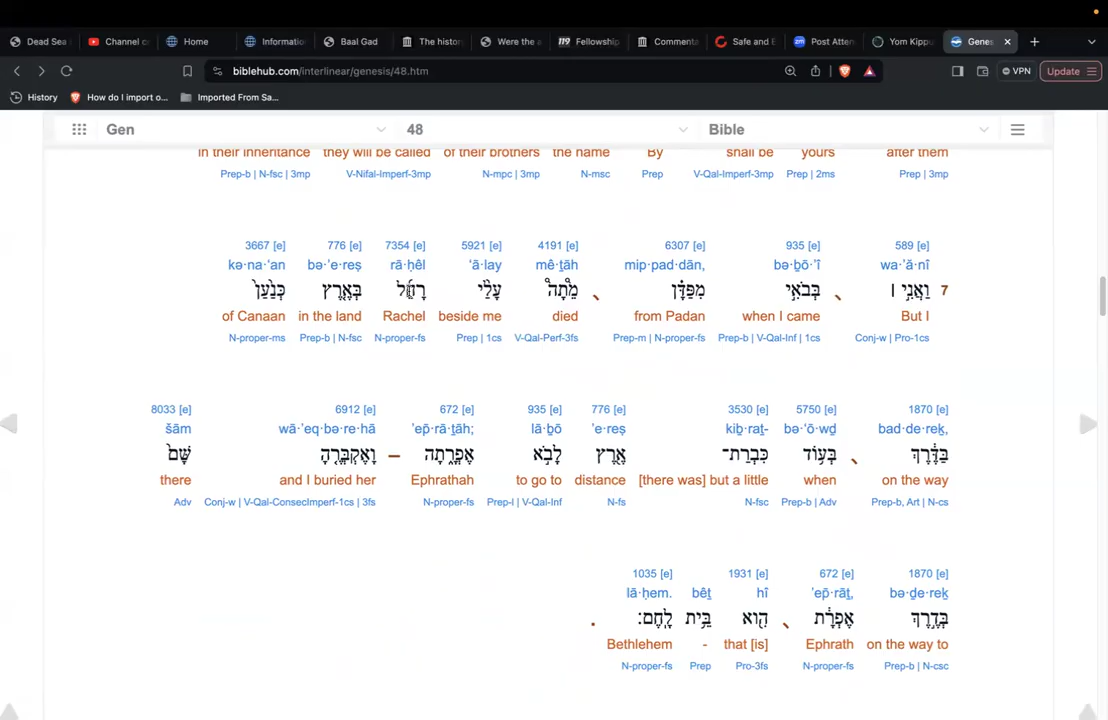 Dead Sea
Channel c
Home
Information
Baal Gad
The histor
Were the a
119 Fellowship
Commenta
Safe and E
Post Atten
Yom Kippu
Genes
biblehub.com/interlinear/genesis/48.htm
VPN
Update
History
How do I import o...
Imported From Sa...
Gen
48
Bible
in their inheritance they will be called of their brothers the name By shall be yours after them
Prep-b | N-fsc | 3mp V-Nifal-Imperf-3mp N-mpc | 3mp N-msc Prep V-Qal-Imperf-3mp Prep | 2ms Prep | 3mp
3667 [e] 776 [e] 7354 [e] 5921 [e] 4191 [e] 6307 [e] 935 [e] 589 [e]
kə·na·‘an bə·’e·reṣ rā·ḥêl ‘ā·lay mê·ṯāh mip·pad·dān, bə·ḇō·’î wa·’ă·nî
7 וַאֲנִ֣י ׀ בְּבֹאִ֣י 、 מִפַּדָּ֗ן מֵ֩תָה֩ 、 עָלַ֨י רָחֵ֜ל בְּאֶ֤רֶץ כְּנַ֙עַן֙
of Canaan in the land Rachel beside me died from Padan when I came But I
N-proper-ms Prep-b | N-fsc N-proper-fs Prep | 1cs V-Qal-Perf-3fs Prep-m | N-proper-fs Prep-b | V-Qal-Inf | 1cs Conj-w | Pro-1cs
8033 [e] 6912 [e] 672 [e] 935 [e] 776 [e] 3530 [e] 5750 [e] 1870 [e]
šām wā·’eq·bə·re·hā ’ep̄·rā·ṯāh; lā·ḇō ’e·reṣ kiḇ·raṯ- bə·‘ō·wḏ bad·de·reḵ,
בַּדֶּ֔רֶךְ 、 בְּע֥וֹד כִּבְרַת־ אֶ֖רֶץ לָבֹ֣א אֶפְרָ֑תָה – וָאֶקְבְּרֶ֤הָ שָּׁם֙
there and I buried her Ephrathah to go to distance [there was] but a little when on the way
Adv Conj-w | V-Qal-ConsecImperf-1cs | 3fs N-proper-fs Prep-l | V-Qal-Inf N-fs N-fsc Prep-b | Adv Prep-b, Art | N-cs
1035 [e] 1931 [e] 672 [e] 1870 [e]
lā·ḥem. bêṯ hî ’ep̄·rāṯ, bə·ḏe·reḵ
בְּדֶ֣רֶךְ אֶפְרָ֔ת 、 הִ֖וא בֵּ֥ית לָֽחֶם׃ .
Bethlehem - that [is] Ephrath on the way to
N-proper-fs Prep Pro-3fs N-proper-fs Prep-b | N-csc